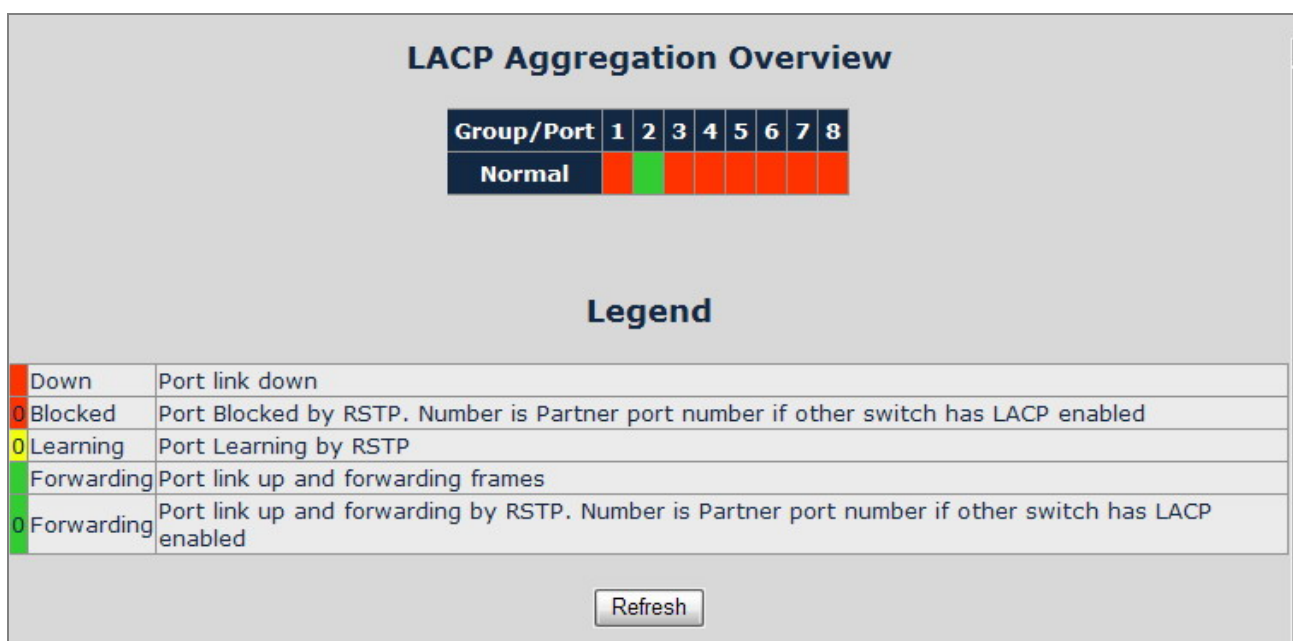 LACP Aggregation Overview
Group/Port 1 2 3 4 5 6 7 8
Normal
Legend
Down Port link down
0 Blocked Port Blocked by RSTP. Number is Partner port number if other switch has LACP enabled
0 Learning Port Learning by RSTP
Forwarding Port link up and forwarding frames
0 Forwarding Port link up and forwarding by RSTP. Number is Partner port number if other switch has LACP
enabled
Refresh